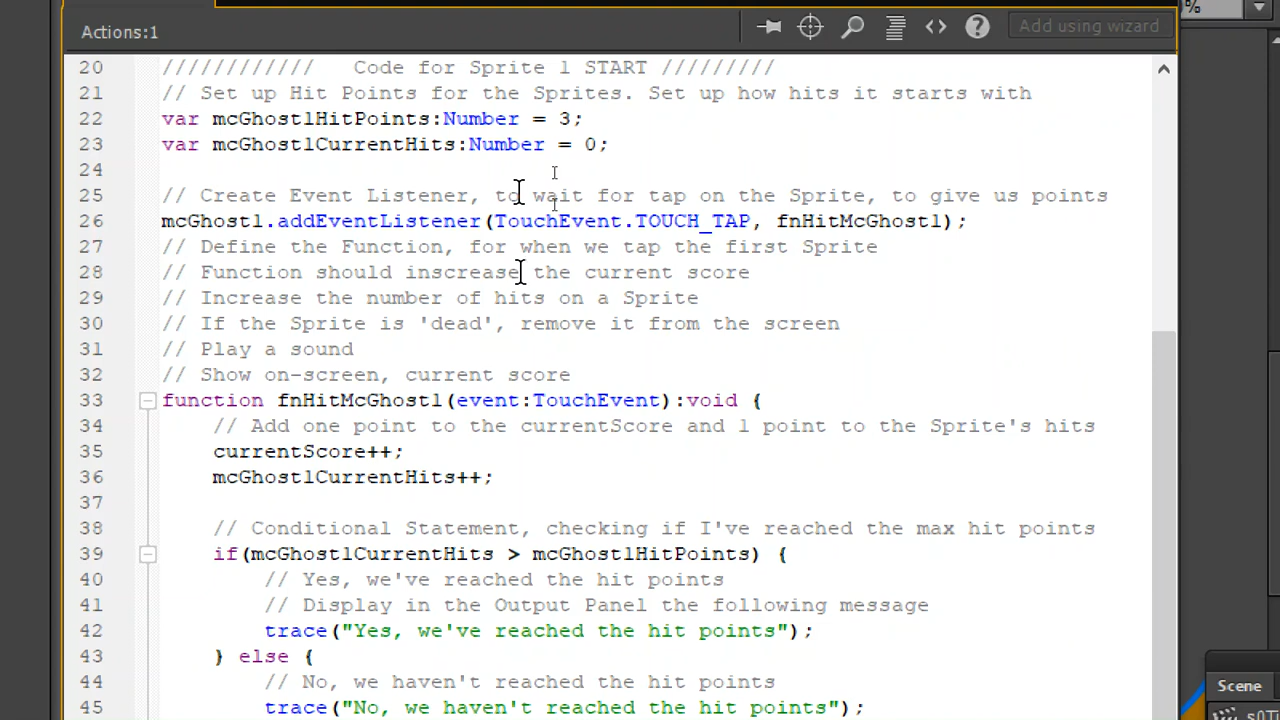 %
Actions:1
Add using wizard
20 //////////// Code for Sprite 1 START /////////
21 // Set up Hit Points for the Sprites. Set up how hits it starts with
22 var mcGhost1HitPoints:Number = 3;
23 var mcGhost1CurrentHits:Number = 0;
24
25 // Create Event Listener, to wait for tap on the Sprite, to give us points
26 mcGhost1.addEventListener(TouchEvent.TOUCH_TAP, fnHitMcGhost1);
27 // Define the Function, for when we tap the first Sprite
28 // Function should inscrease the current score
29 // Increase the number of hits on a Sprite
30 // If the Sprite is 'dead', remove it from the screen
31 // Play a sound
32 // Show on-screen, current score
33 function fnHitMcGhost1(event:TouchEvent):void {
34 // Add one point to the currentScore and 1 point to the Sprite's hits
35 currentScore++;
36 mcGhost1CurrentHits++;
37
38 // Conditional Statement, checking if I've reached the max hit points
39 if(mcGhost1CurrentHits > mcGhost1HitPoints) {
40 // Yes, we've reached the hit points
41 // Display in the Output Panel the following message
42 trace("Yes, we've reached the hit points");
43 } else {
44 // No, we haven't reached the hit points
45 trace("No, we haven't reached the hit points");
Scene